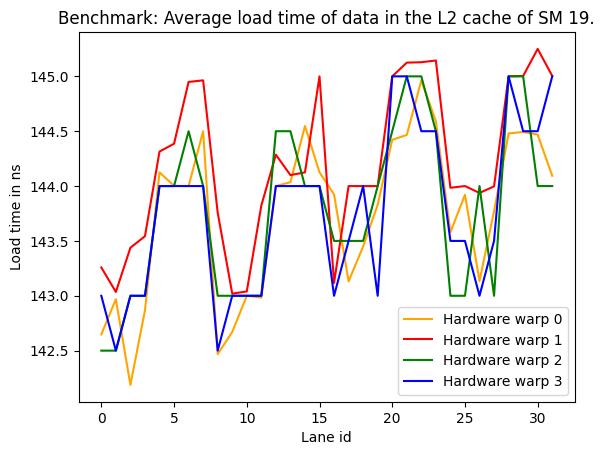 Benchmark: Average load time of data in the L2 cache of SM 19.
145.0
144.5
144.0
143.5
143.0
142.5
Load time in ns
0 5 10 15 20 25 30
Lane id
Hardware warp 0
Hardware warp 1
Hardware warp 2
Hardware warp 3